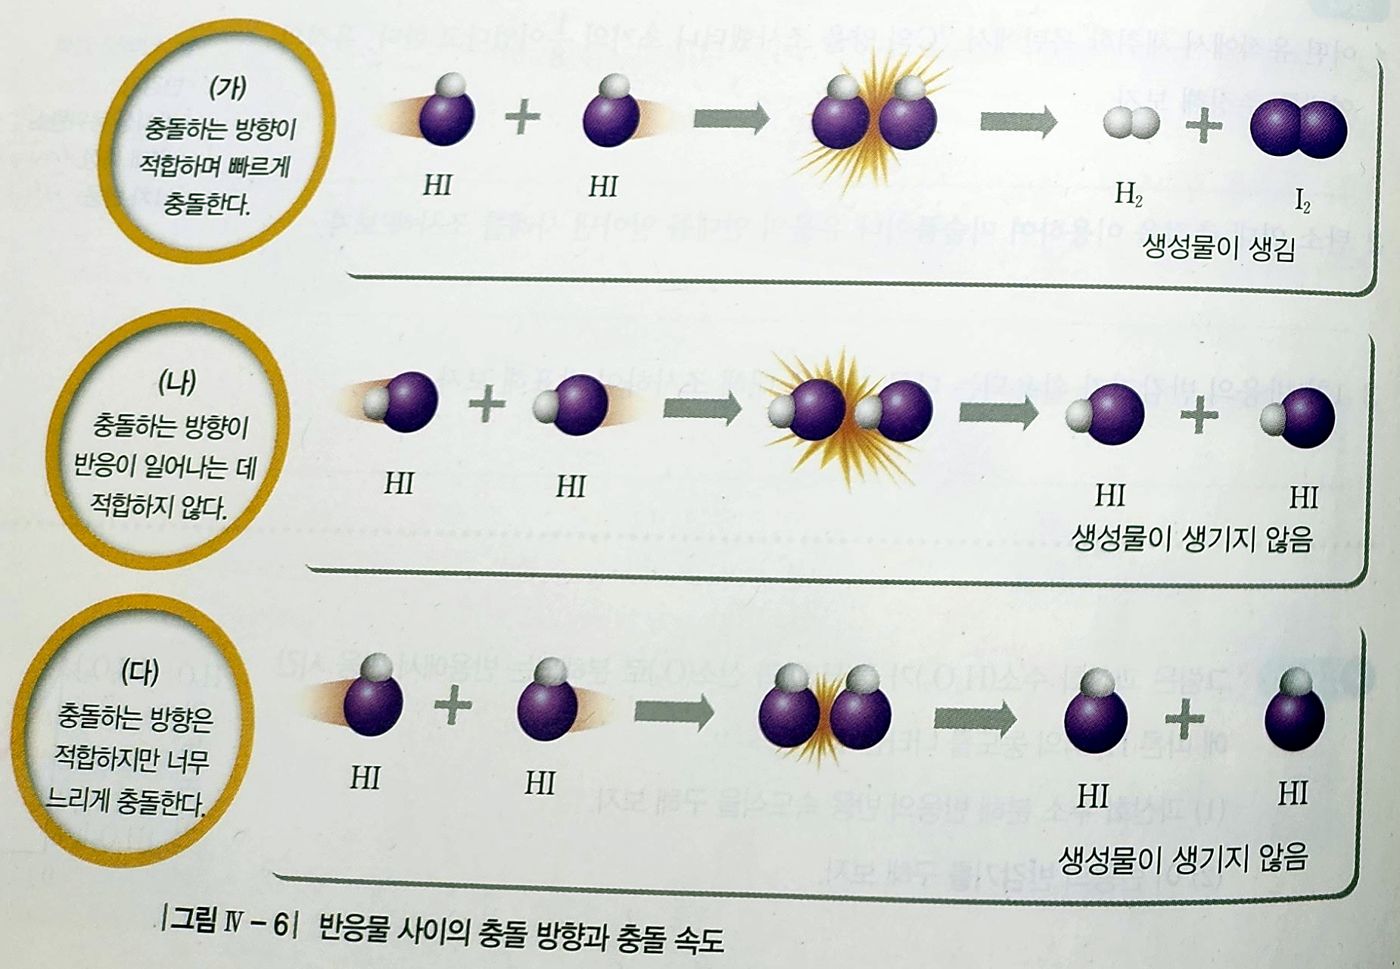 (가)
충돌하는 방향이
적합하며 빠르게
충돌한다.
HI + HI → → H₂ + I₂
생성물이 생김
(나)
충돌하는 방향이
반응이 일어나는 데
적합하지 않다.
HI + HI → → HI + HI
생성물이 생기지 않음
(다)
충돌하는 방향은
적합하지만 너무
느리게 충돌한다.
HI + HI → → HI + HI
생성물이 생기지 않음
|그림 Ⅳ-6| 반응물 사이의 충돌 방향과 충돌 속도